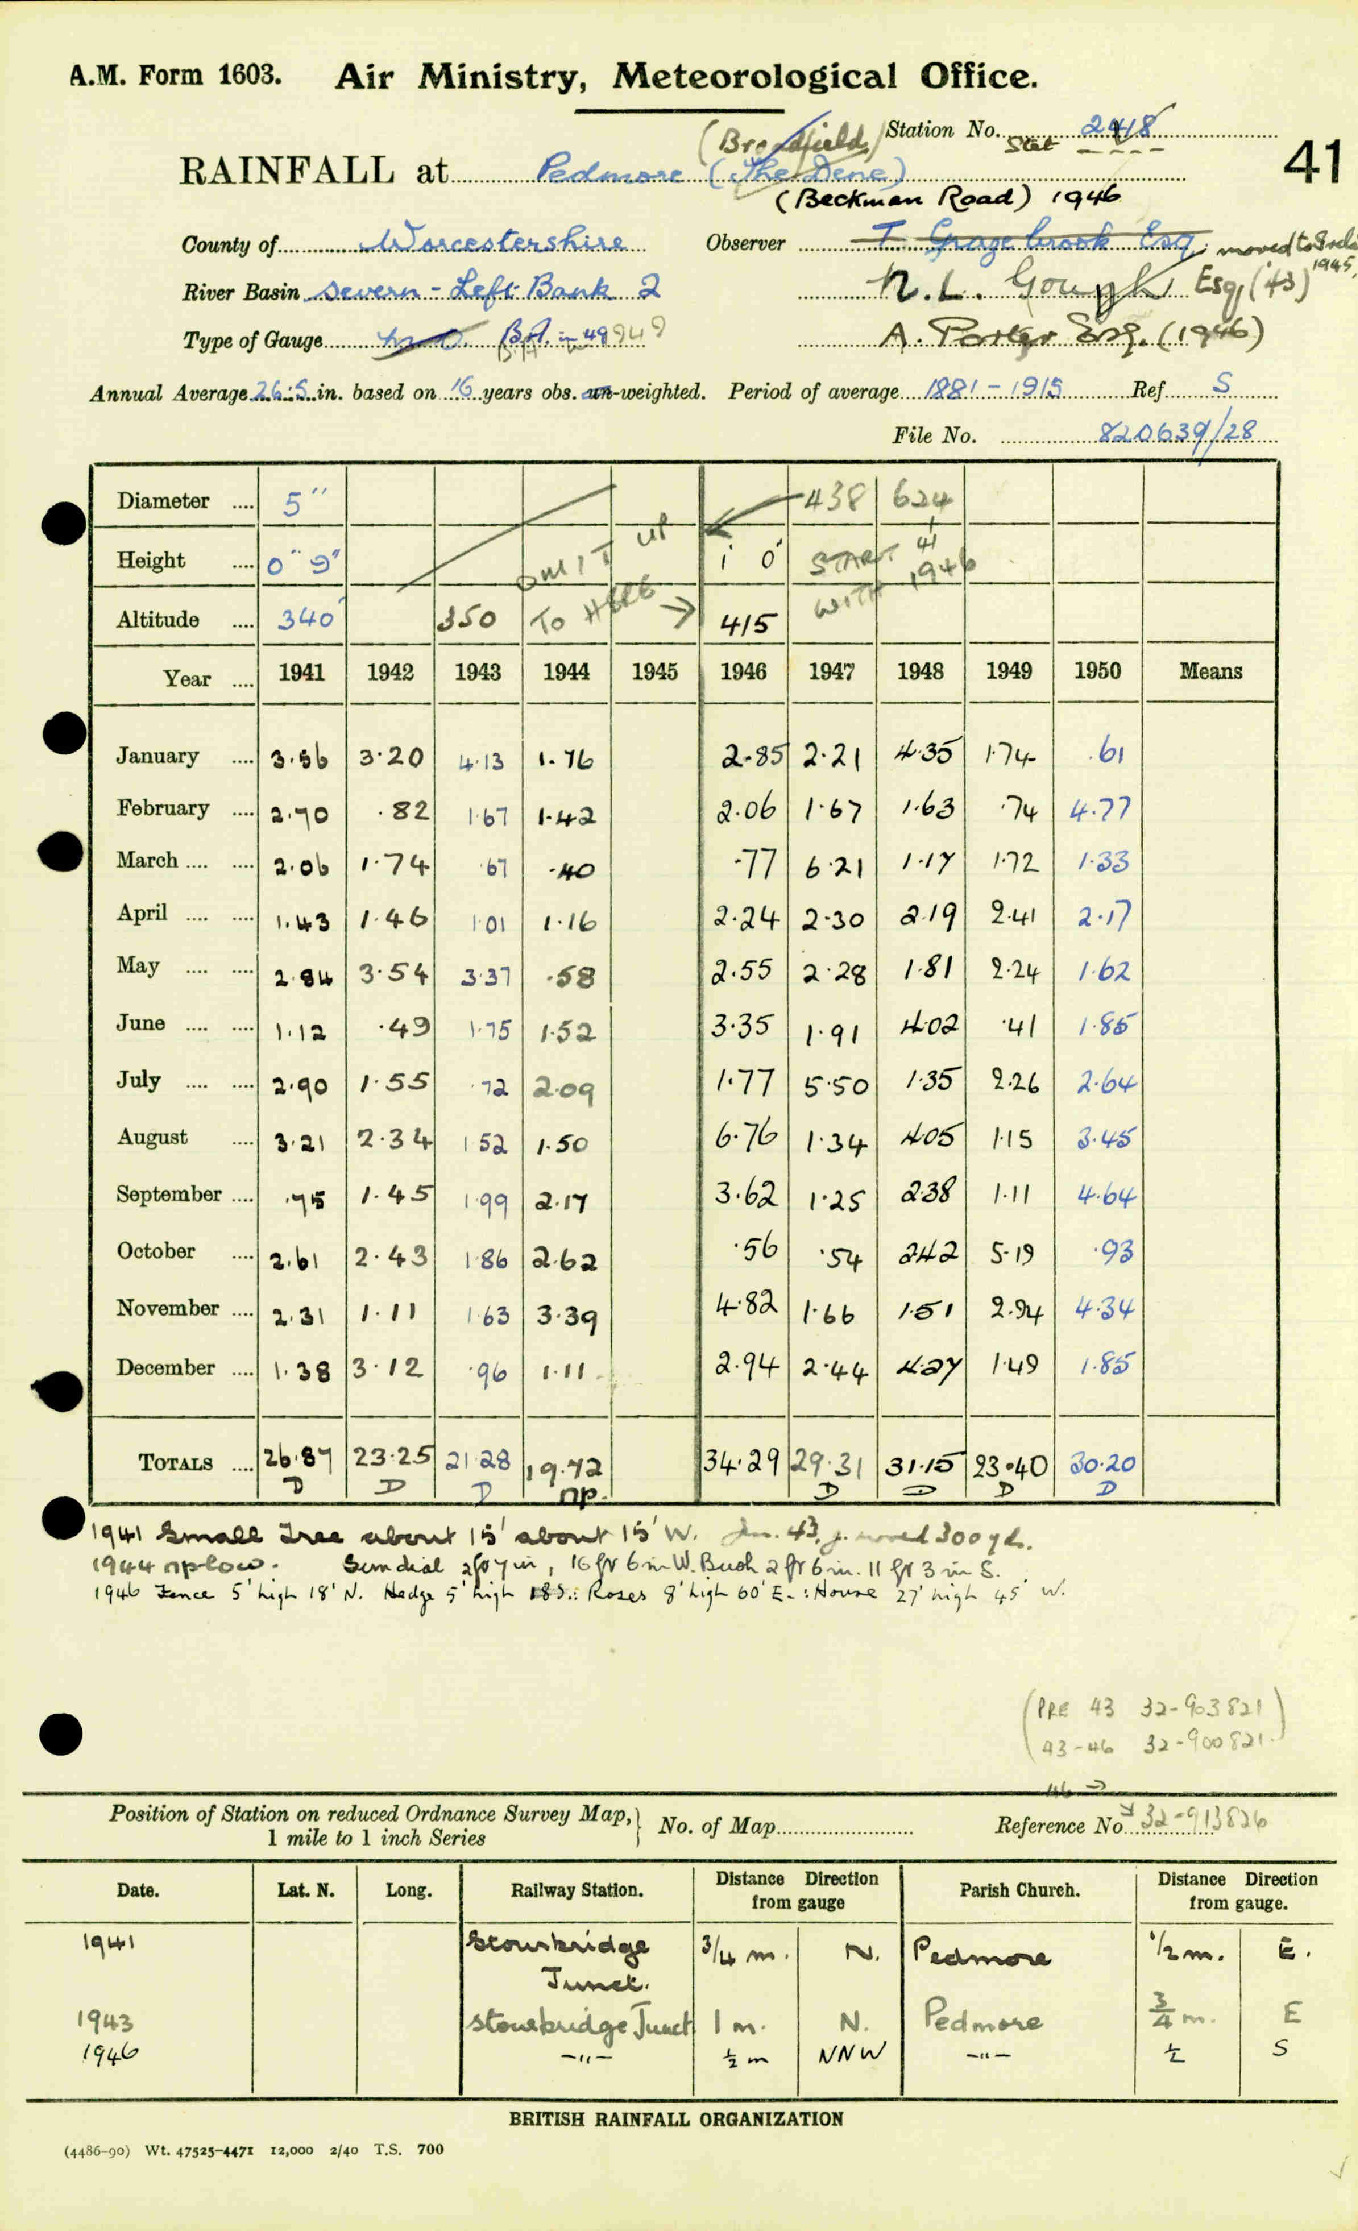 A.M. Form 1603. Air Ministry, Meteorological Office.
(Broadfield) Station No. 2418
Stat
RAINFALL at Pedmore (The Dene) 41
(Beckman Road) 1946
County of Worcestershire Observer T Grazebrook Esq. moved to 1945,
River Basin Severn - Left Bank 2 N.L. Gough Esq, (43)
Type of Gauge B.A. in 49 A. Porter Esq. (1946)
Annual Average 26.5 in. based on 16 years obs. un-weighted. Period of average 1881-1915 Ref S
File No. 820639/28
Diameter .... 5" 438 624
Height .... 0" 9" OMIT UP 1 0" START 41
WITH 1946
Altitude .... 340' 350 TO HERE → 415
Year .... 1941 1942 1943 1944 1945 1946 1947 1948 1949 1950 Means
January .... 3.56 3.20 4.13 1.76 2.85 2.21 4.35 1.74 .61
February .... 2.70 .82 1.67 1.42 2.06 1.67 1.63 .74 4.77
March .... .... 2.06 1.74 .67 .40 .77 6.21 1.17 1.72 1.33
April .... .... 1.43 1.46 1.01 1.16 2.24 2.30 2.19 2.41 2.17
May .... .... 2.84 3.54 3.37 .58 2.55 2.28 1.81 2.24 1.62
June .... .... 1.12 .49 1.75 1.52 3.35 1.91 4.02 .41 1.85
July .... .... 2.90 1.55 .72 2.09 1.77 5.50 1.35 2.26 2.64
August .... 3.21 2.34 1.52 1.50 6.76 1.34 4.05 1.15 3.45
September .... .75 1.45 1.99 2.17 3.62 1.25 2.38 1.11 4.64
October .... 2.61 2.43 1.86 2.62 .56 .54 2.42 5.19 .93
November .... 2.31 1.11 1.63 3.39 4.82 1.66 1.51 2.94 4.34
December .... 1.38 3.12 .96 1.11 2.94 2.44 4.27 1.49 1.85
TOTALS .... 26.87 23.25 21.28 19.72 34.29 29.31 31.15 23.40 30.20
D D D np. D D D D
1941 Small Tree about 15' about 15' W. Jan. 43, g. moved 300 yds.
1944 np low. Sundial 2ft 7in, 16 ft 6in W. Bush 2 ft 6 in. 11 ft 3 in S.
1946 Fence 5' high 18' N. Hedge 5' high 18 S.: Roses 8' high 60' E.: House 27' high 45' W.
(PRE 43 32-903821)
(43-46 32-900821)
46 →
Position of Station on reduced Ordnance Survey Map,} No. of Map Reference No 32-913826
1 mile to 1 inch Series
Date. Lat. N. Long. Railway Station. Distance Direction from gauge Parish Church. Distance Direction from gauge.
1941 Stourbridge 3/4 m. N. Pedmore 1/2 m. E.
Junct.
1943 Stourbridge Junct 1 m. N. Pedmore 3/4 m. E
1946 -"- 1/2 m NNW -"- 1/2 S
BRITISH RAINFALL ORGANIZATION
(4486-90) Wt. 47525-4471 12,000 2/40 T.S. 700